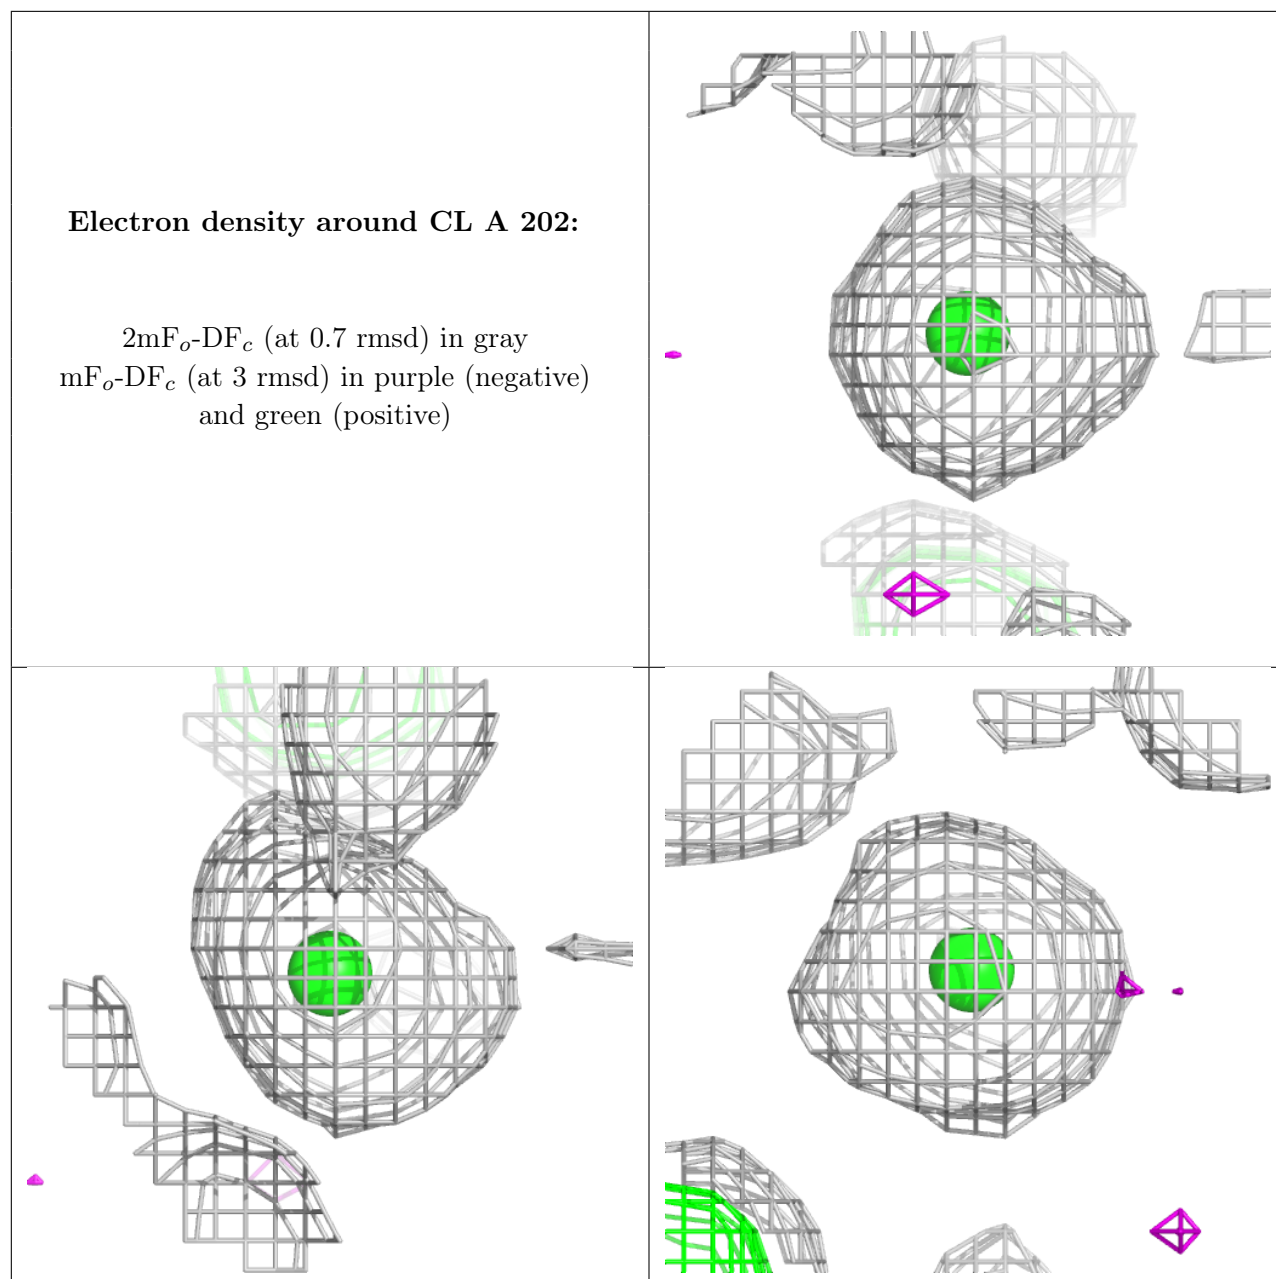 Electron density around CL A 202:
2mFo-DFc (at 0.7 rmsd) in gray
mFo-DFc (at 3 rmsd) in purple (negative)
and green (positive)